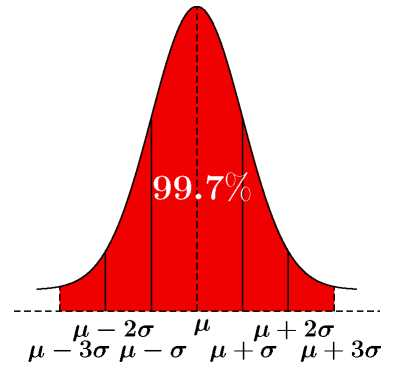 99.7%
μ − 2σ μ μ + 2σ
μ − 3σ μ − σ μ + σ μ + 3σ